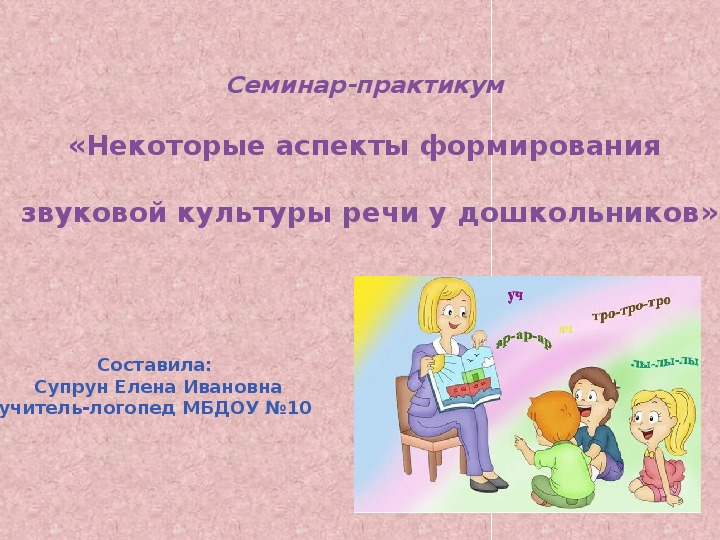 Семинар-практикум
«Некоторые аспекты формирования
звуковой культуры речи у дошкольников»
Составила:
Супрун Елена Ивановна
учитель-логопед МБДОУ №10
уч
ач
ар-ар-ар
тро-тро-тро
лы-лы-лы